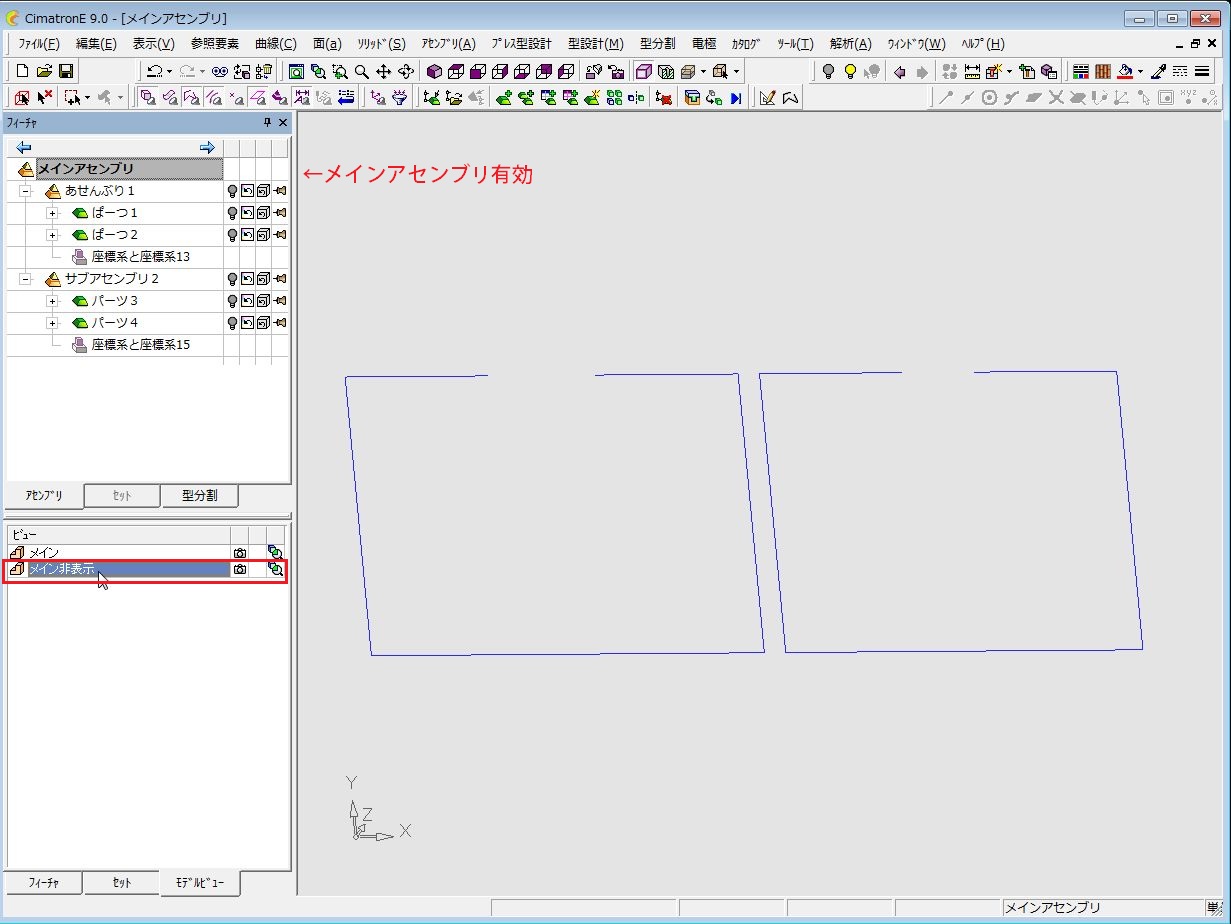 CimatronE 9.0 - [メインアセンブリ]
ﾌｧｲﾙ(F) 編集(E) 表示(V) 参照要素 曲線(C) 面(a) ｿﾘｯﾄﾞ(S) ｱｾﾝﾌﾞﾘ(A) ﾌﾟﾚｽ型設計 型設計(M) 型分割 電極 ｶﾀﾛｸﾞ ﾂｰﾙ(T) 解析(A) ｳｨﾝﾄﾞｳ(W) ﾍﾙﾌﾟ(H)
ﾌｨｰﾁｬ
メインアセンブリ
←メインアセンブリ有効
あせんぶり1
ぱーつ1
ぱーつ2
座標系と座標系13
サブアセンブリ2
パーツ3
パーツ4
座標系と座標系15
ｱｾﾝﾌﾞﾘ ｾｯﾄ 型分割
ビュー
メイン
メイン非表示
Y
Z
X
ﾌｨｰﾁｬ ｾｯﾄ ﾓﾃﾞﾙﾋﾞｭｰ
メインアセンブリ